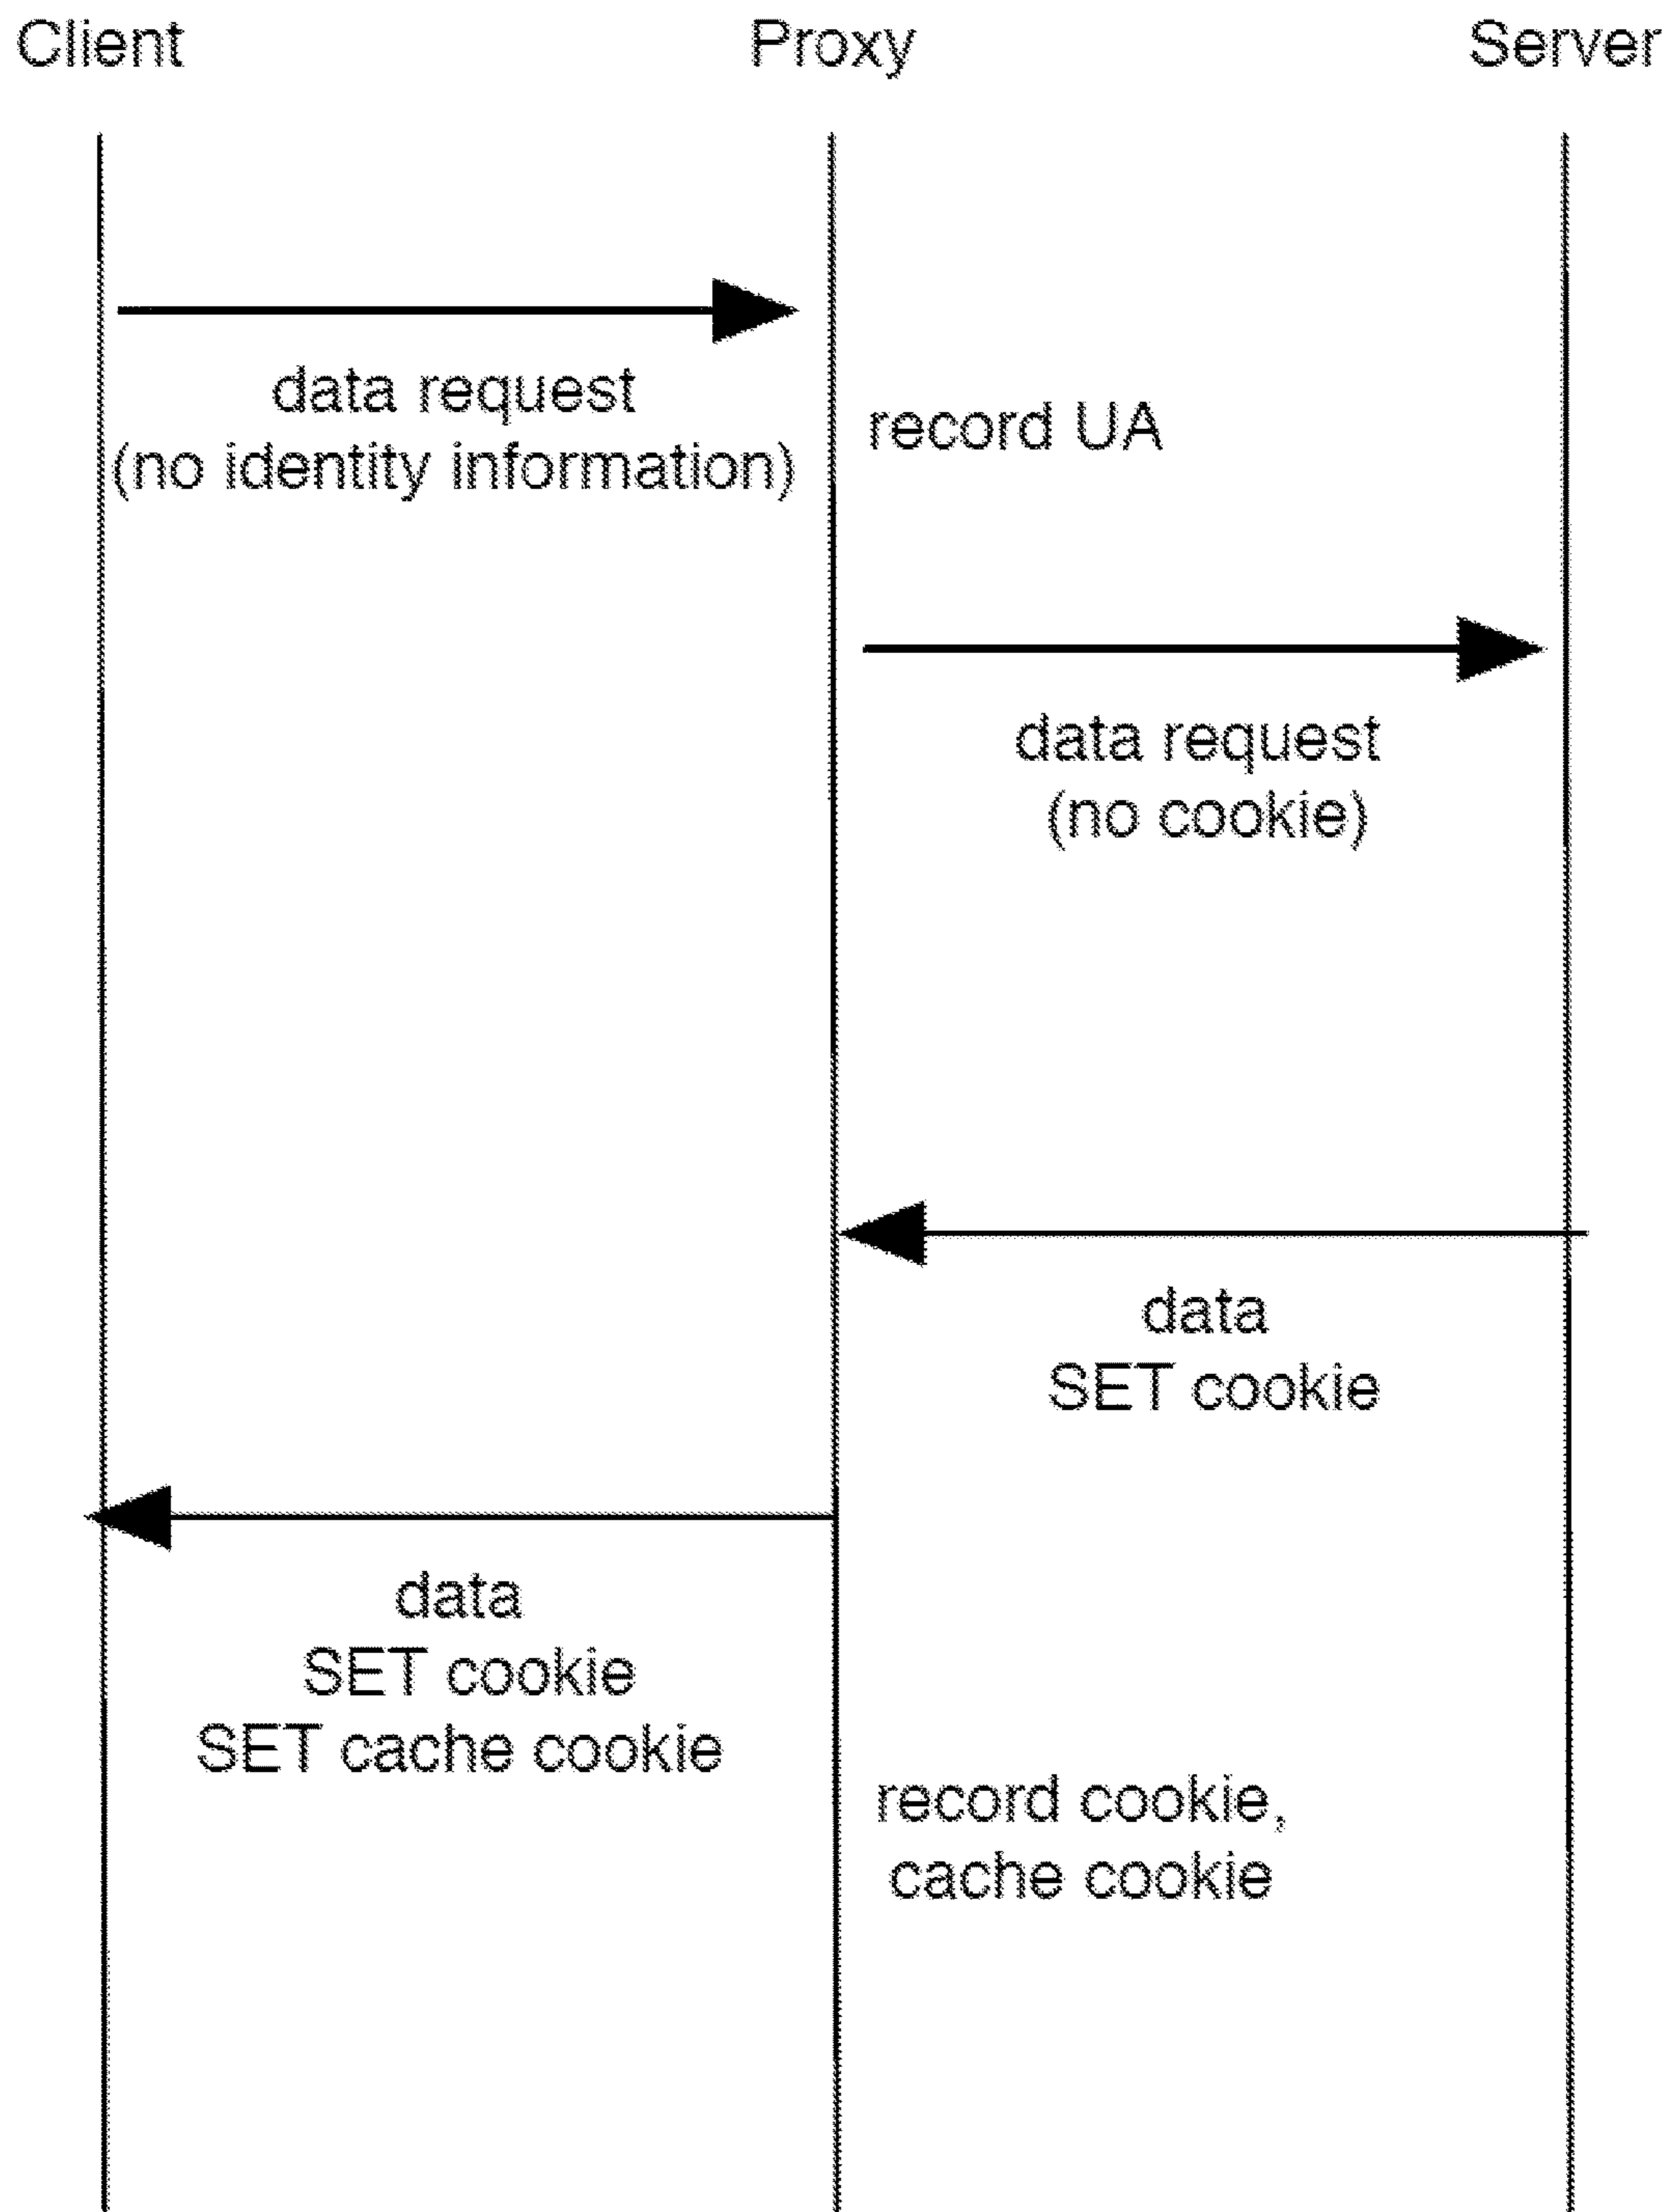 Client
Proxy
Server
data request
(no identity information)
record UA
data request
(no cookie)
data
SET cookie
data
SET cookie
SET cache cookie
record cookie,
cache cookie